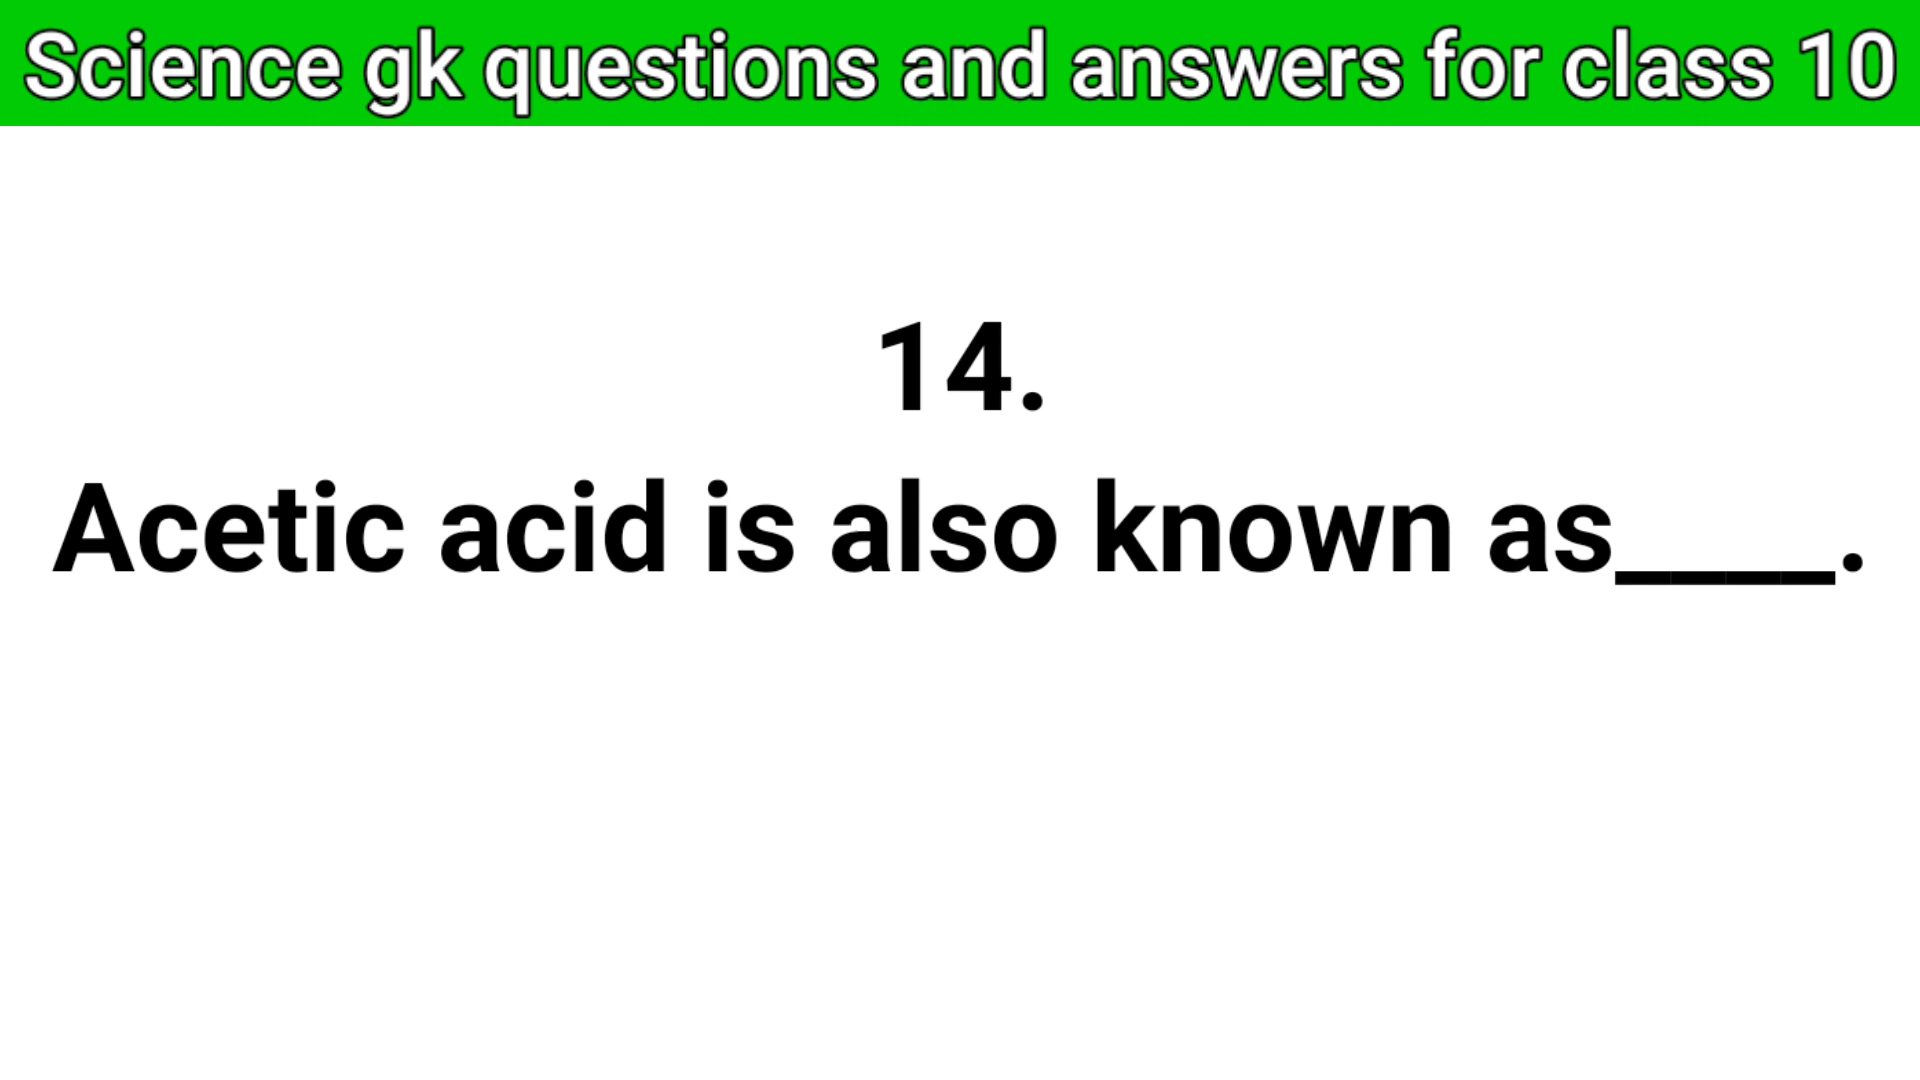 Science gk questions and answers for class 10
14.
Acetic acid is also known as____.